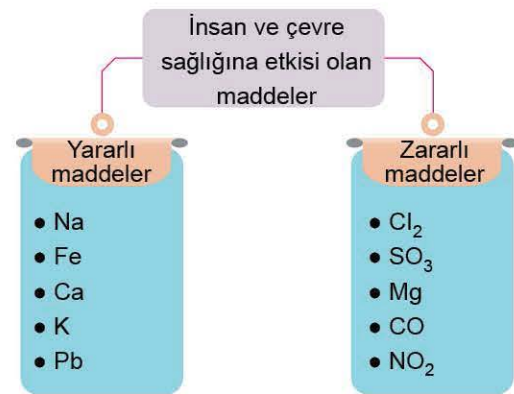 İnsan ve çevre
sağlığına etkisi olan
maddeler
Yararlı
maddeler
● Na
● Fe
● Ca
● K
● Pb
Zararlı
maddeler
● Cl₂
● SO₃
● Mg
● CO
● NO₂